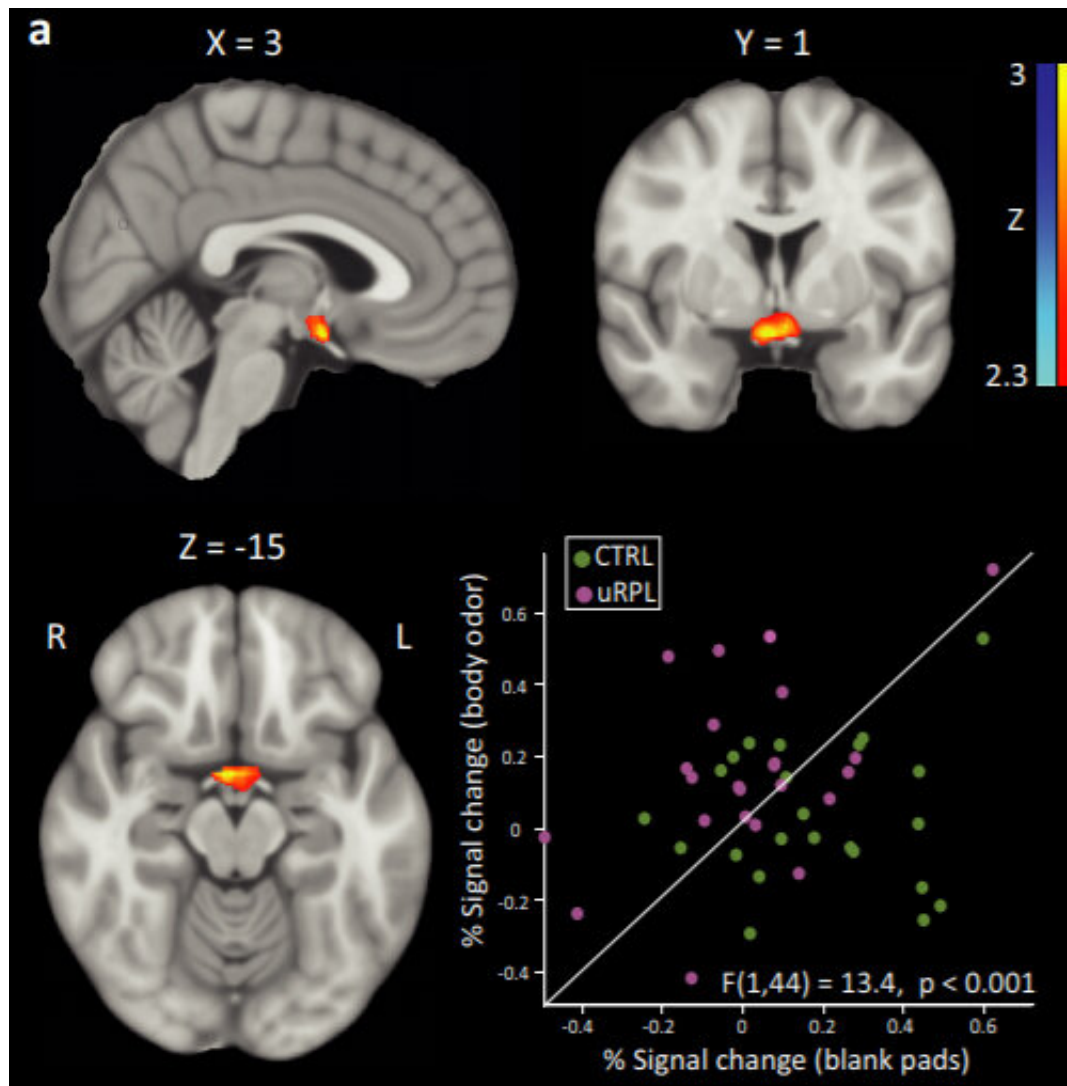 a
X = 3
Y = 1
3
Z
2.3
Z = -15
R
L
CTRL
uRPL
% Signal change (body odor)
0.6
0.4
0.2
0
-0.2
-0.4
F(1,44) = 13.4, p < 0.001
-0.4
-0.2
0
0.2
0.4
0.6
% Signal change (blank pads)